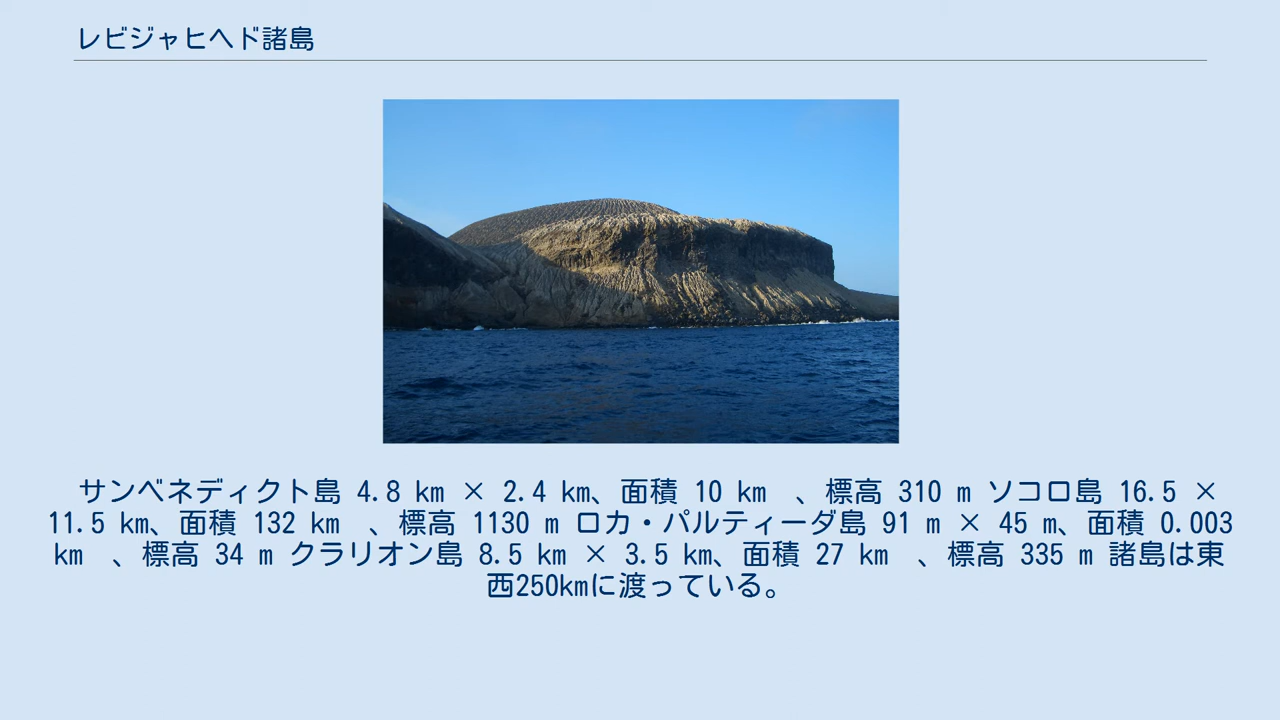 レビジャヒヘド諸島
サンベネディクト島 4.8 km × 2.4 km、面積 10 km　、標高 310 m ソコロ島 16.5 ×
11.5 km、面積 132 km　、標高 1130 m ロカ・パルティーダ島 91 m × 45 m、面積 0.003
km　、標高 34 m クラリオン島 8.5 km × 3.5 km、面積 27 km　、標高 335 m 諸島は東
西250kmに渡っている。